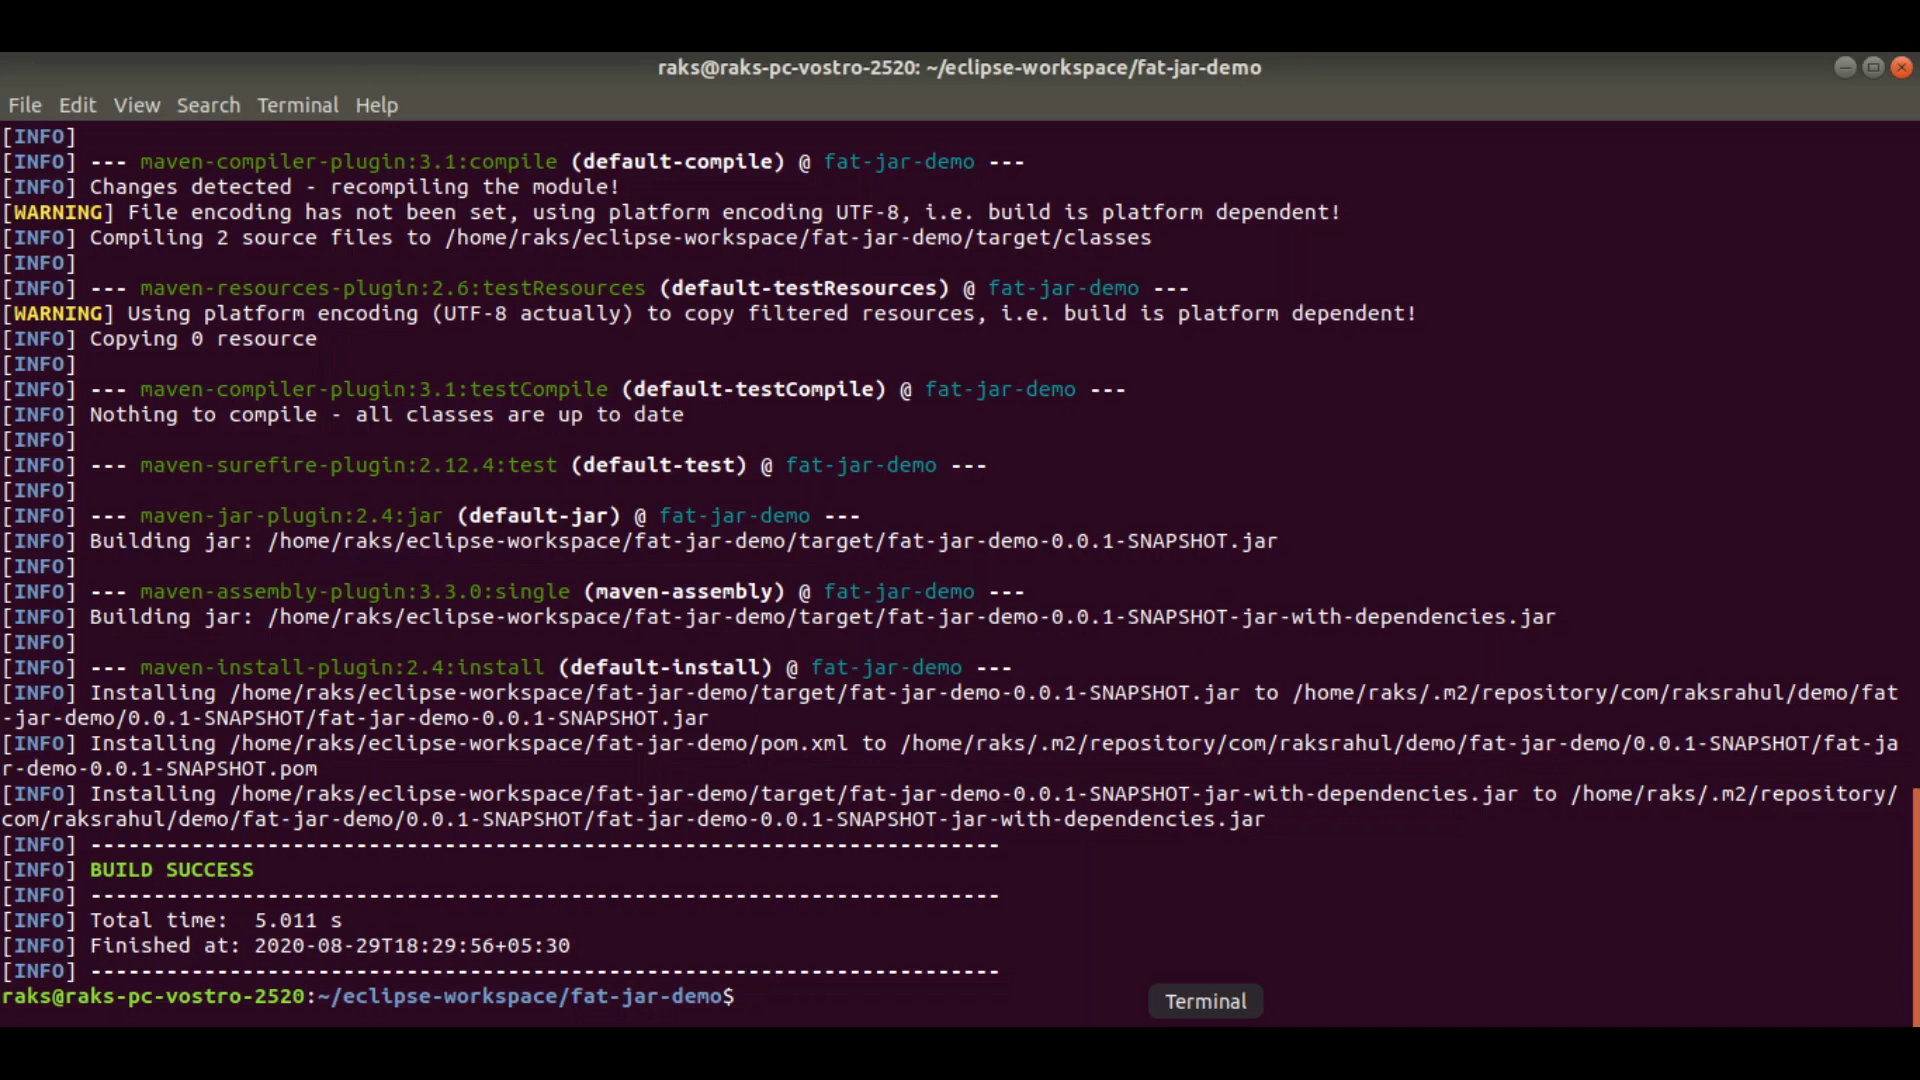 raks@raks-pc-vostro-2520: ~/eclipse-workspace/fat-jar-demo
File Edit View Search Terminal Help
[INFO]
[INFO] --- maven-compiler-plugin:3.1:compile (default-compile) @ fat-jar-demo ---
[INFO] Changes detected - recompiling the module!
[WARNING] File encoding has not been set, using platform encoding UTF-8, i.e. build is platform dependent!
[INFO] Compiling 2 source files to /home/raks/eclipse-workspace/fat-jar-demo/target/classes
[INFO]
[INFO] --- maven-resources-plugin:2.6:testResources (default-testResources) @ fat-jar-demo ---
[WARNING] Using platform encoding (UTF-8 actually) to copy filtered resources, i.e. build is platform dependent!
[INFO] Copying 0 resource
[INFO]
[INFO] --- maven-compiler-plugin:3.1:testCompile (default-testCompile) @ fat-jar-demo ---
[INFO] Nothing to compile - all classes are up to date
[INFO]
[INFO] --- maven-surefire-plugin:2.12.4:test (default-test) @ fat-jar-demo ---
[INFO]
[INFO] --- maven-jar-plugin:2.4:jar (default-jar) @ fat-jar-demo ---
[INFO] Building jar: /home/raks/eclipse-workspace/fat-jar-demo/target/fat-jar-demo-0.0.1-SNAPSHOT.jar
[INFO]
[INFO] --- maven-assembly-plugin:3.3.0:single (maven-assembly) @ fat-jar-demo ---
[INFO] Building jar: /home/raks/eclipse-workspace/fat-jar-demo/target/fat-jar-demo-0.0.1-SNAPSHOT-jar-with-dependencies.jar
[INFO]
[INFO] --- maven-install-plugin:2.4:install (default-install) @ fat-jar-demo ---
[INFO] Installing /home/raks/eclipse-workspace/fat-jar-demo/target/fat-jar-demo-0.0.1-SNAPSHOT.jar to /home/raks/.m2/repository/com/raksrahul/demo/fat
-jar-demo/0.0.1-SNAPSHOT/fat-jar-demo-0.0.1-SNAPSHOT.jar
[INFO] Installing /home/raks/eclipse-workspace/fat-jar-demo/pom.xml to /home/raks/.m2/repository/com/raksrahul/demo/fat-jar-demo/0.0.1-SNAPSHOT/fat-ja
r-demo-0.0.1-SNAPSHOT.pom
[INFO] Installing /home/raks/eclipse-workspace/fat-jar-demo/target/fat-jar-demo-0.0.1-SNAPSHOT-jar-with-dependencies.jar to /home/raks/.m2/repository/
com/raksrahul/demo/fat-jar-demo/0.0.1-SNAPSHOT/fat-jar-demo-0.0.1-SNAPSHOT-jar-with-dependencies.jar
[INFO] ------------------------------------------------------------------------
[INFO] BUILD SUCCESS
[INFO] ------------------------------------------------------------------------
[INFO] Total time:  5.011 s
[INFO] Finished at: 2020-08-29T18:29:56+05:30
[INFO] ------------------------------------------------------------------------
raks@raks-pc-vostro-2520:~/eclipse-workspace/fat-jar-demo$
Terminal